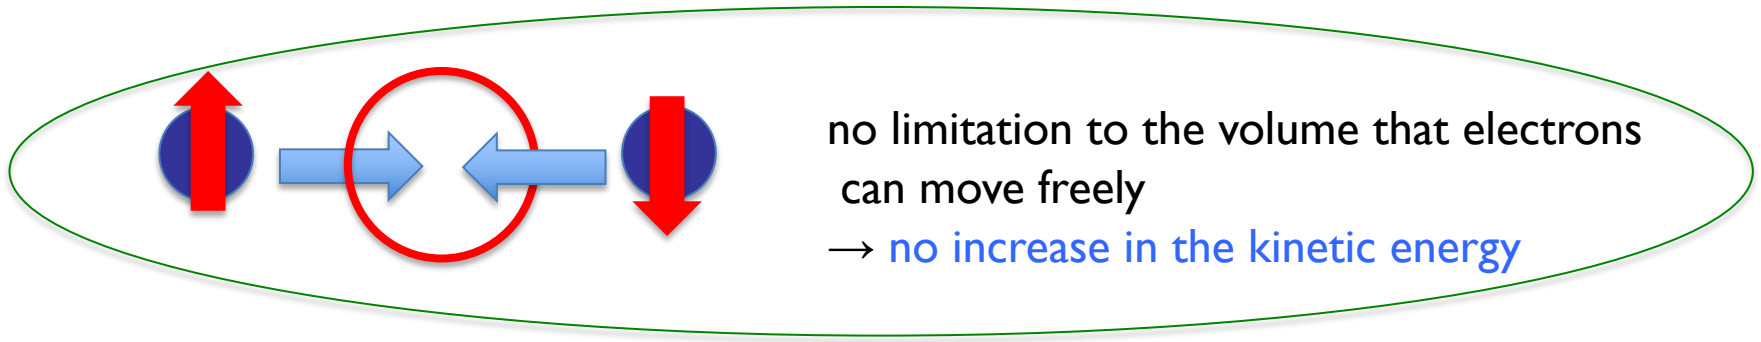 no limitation to the volume that electrons
can move freely
→ no increase in the kinetic energy